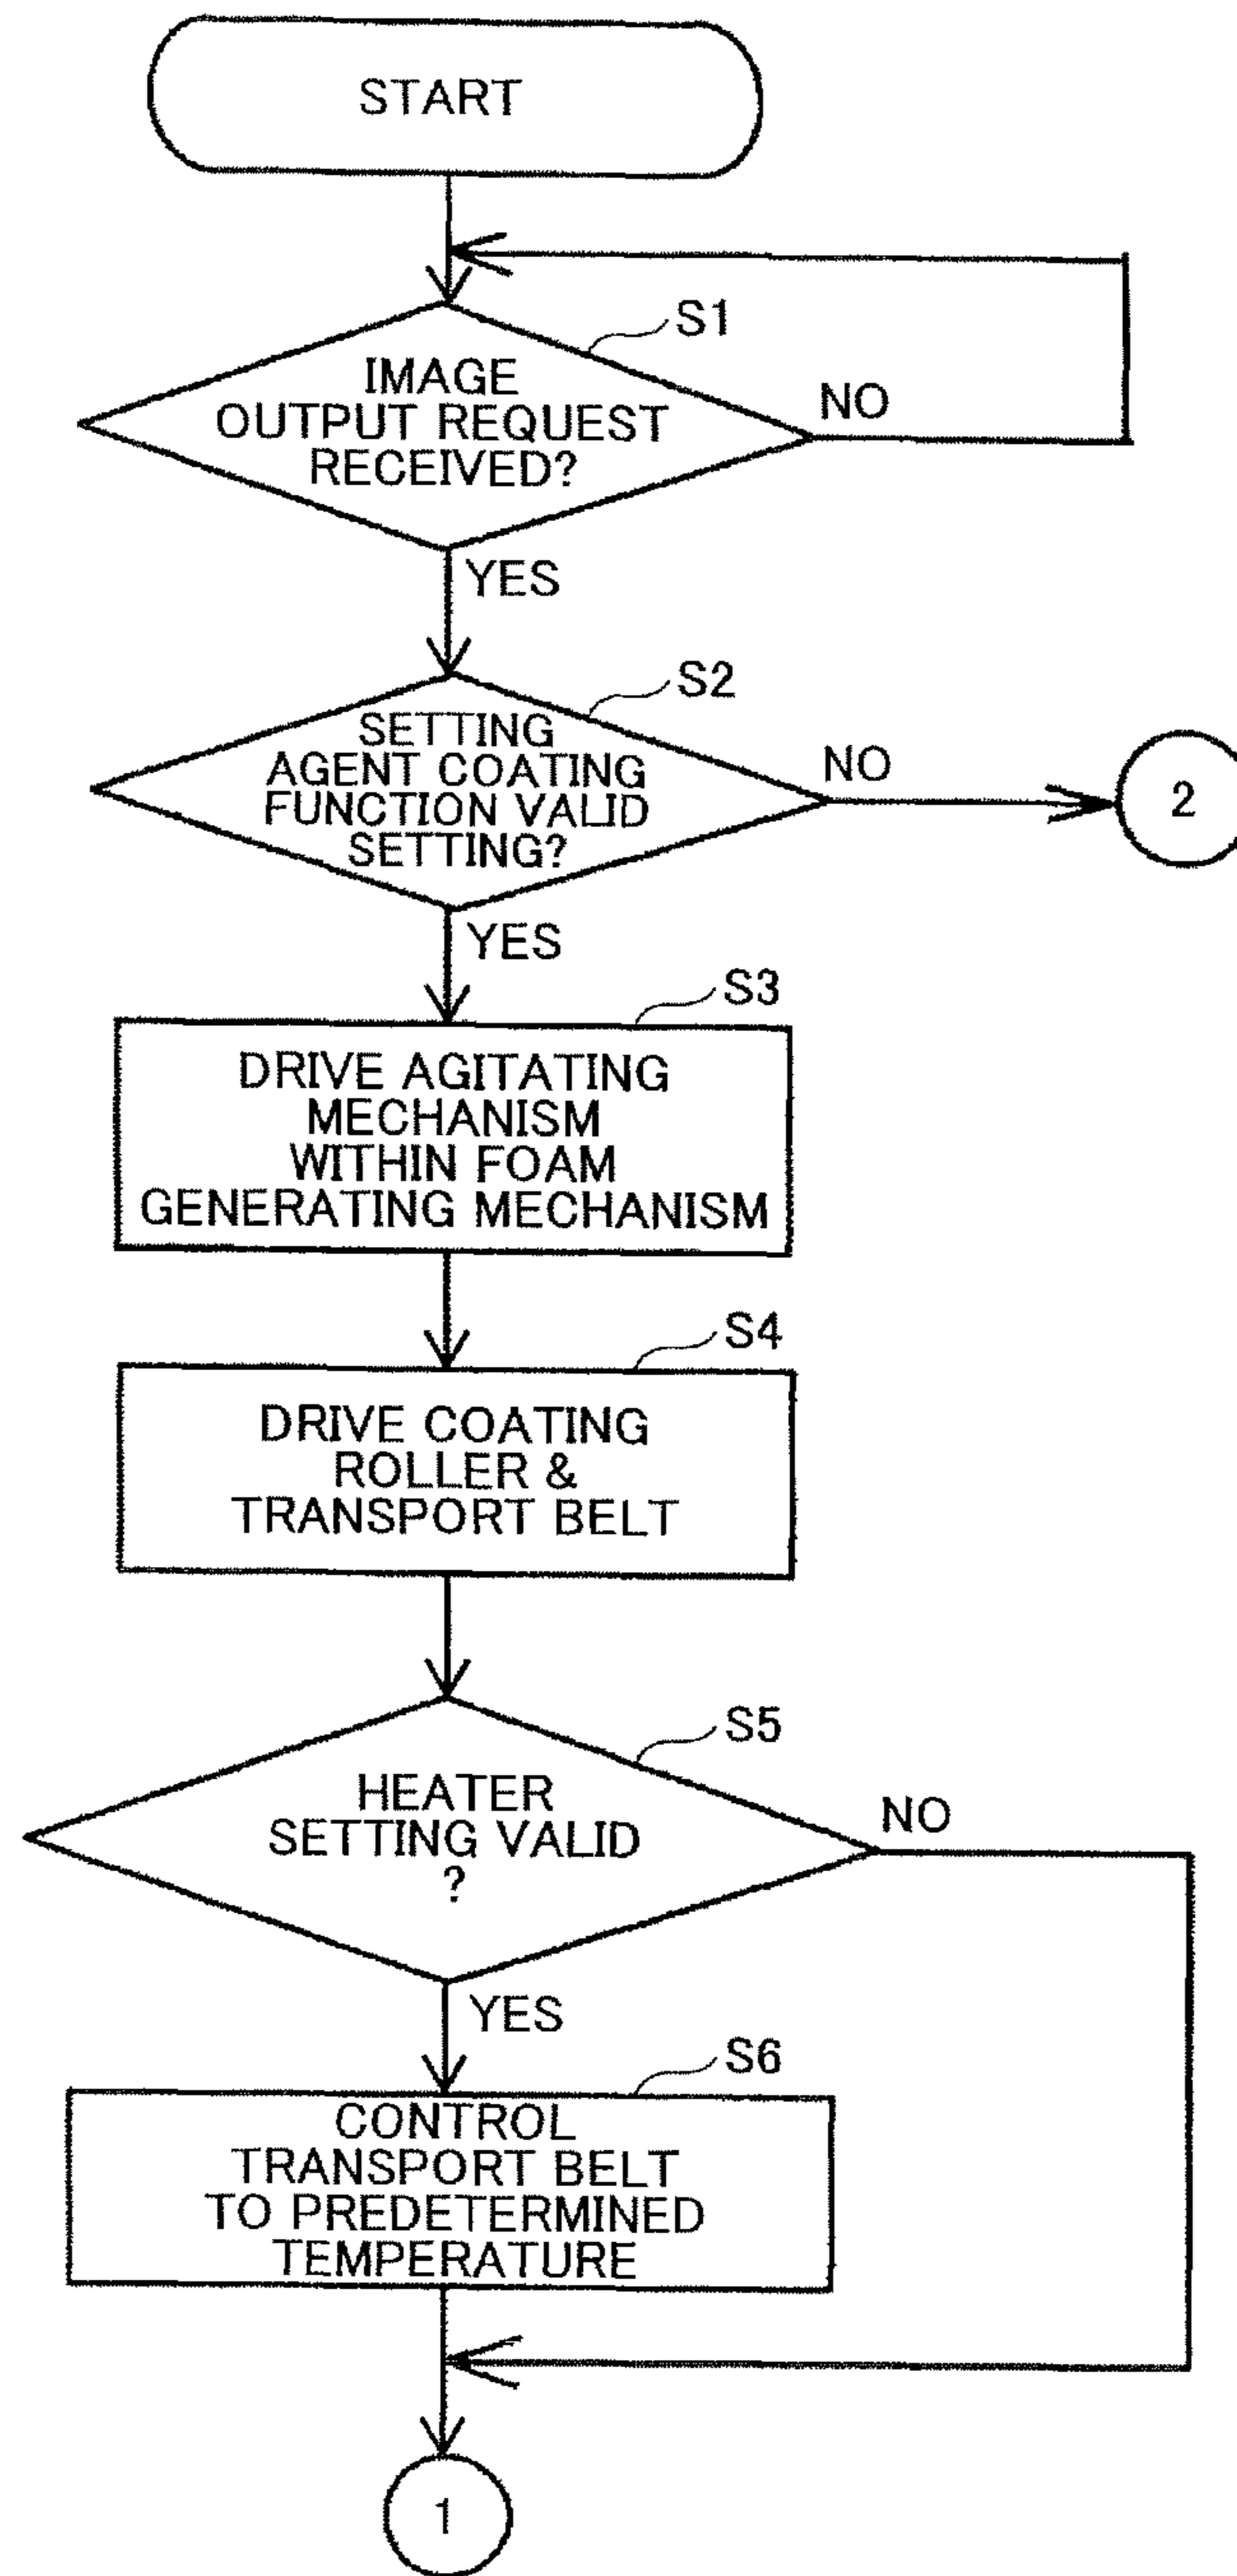 START
S1
IMAGE
OUTPUT REQUEST
RECEIVED?
NO
YES
S2
SETTING
AGENT COATING
FUNCTION VALID
SETTING?
NO
2
YES
S3
DRIVE AGITATING
MECHANISM
WITHIN FOAM
GENERATING MECHANISM
S4
DRIVE COATING
ROLLER &
TRANSPORT BELT
S5
HEATER
SETTING VALID
?
NO
YES
S6
CONTROL
TRANSPORT BELT
TO PREDETERMINED
TEMPERATURE
1